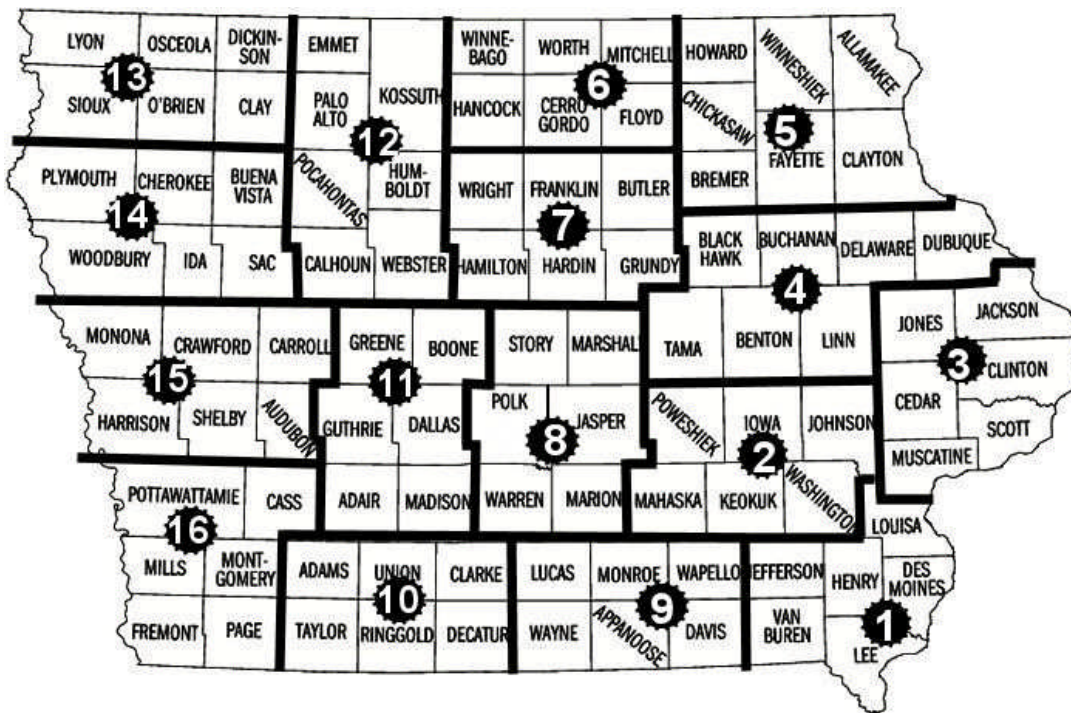 LYON
OSCEOLA
DICKIN-
SON
EMMET
WINNE-
BAGO
WORTH
MITCHELL
HOWARD
WINNESHIEK
ALLAMAKEE
13
6
SIOUX
O'BRIEN
CLAY
PALO
ALTO
KOSSUTH
HANCOCK
CERRO
GORDO
FLOYD
CHICKASAW
5
12
FAYETTE
CLAYTON
PLYMOUTH
CHEROKEE
BUENA
VISTA
POCAHONTAS
HUM-
BOLDT
WRIGHT
FRANKLIN
BUTLER
BREMER
14
7
WOODBURY
IDA
SAC
CALHOUN
WEBSTER
HAMILTON
HARDIN
GRUNDY
BLACK
HAWK
BUCHANAN
DELAWARE
DUBUQUE
4
MONONA
CRAWFORD
CARROLL
GREENE
BOONE
STORY
MARSHAL
TAMA
BENTON
LINN
JONES
JACKSON
15
11
3
CLINTON
HARRISON
SHELBY
AUDUBON
GUTHRIE
DALLAS
POLK
JASPER
8
POWESHIEK
IOWA
JOHNSON
2
CEDAR
SCOTT
MUSCATINE
POTTAWATTAMIE
CASS
ADAIR
MADISON
WARREN
MARION
MAHASKA
KEOKUK
WASHINGTON
LOUISA
16
MILLS
MONT-
GOMERY
ADAMS
UNION
CLARKE
LUCAS
MONROE
WAPELLO
JEFFERSON
HENRY
DES
MOINES
10
9
1
FREMONT
PAGE
TAYLOR
RINGGOLD
DECATUR
WAYNE
APPANOOSE
DAVIS
VAN
BUREN
LEE